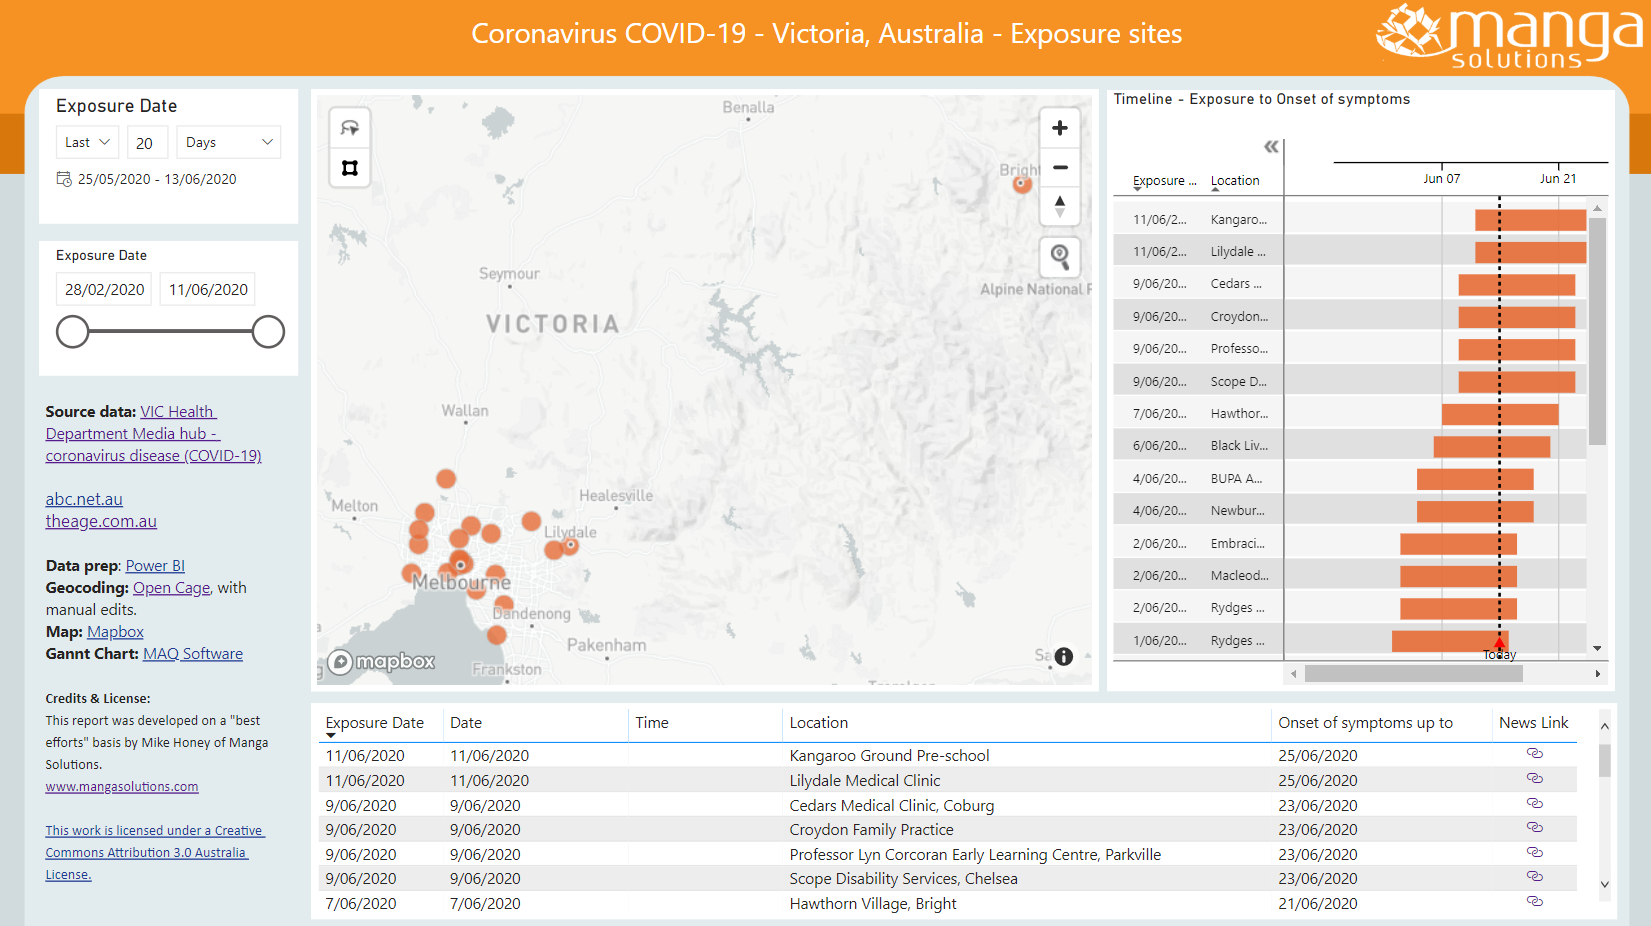 Coronavirus COVID-19 - Victoria, Australia - Exposure sites
manga
solutions
Exposure Date
Last
20
Days
25/05/2020 - 13/06/2020
Exposure Date
28/02/2020
11/06/2020
Source data: VIC Health
Department Media hub -
coronavirus disease (COVID-19)
abc.net.au
theage.com.au
Data prep: Power BI
Geocoding: Open Cage, with
manual edits.
Map: Mapbox
Gannt Chart: MAQ Software
Credits & License:
This report was developed on a "best
efforts" basis by Mike Honey of Manga
Solutions.
www.mangasolutions.com
This work is licensed under a Creative
Commons Attribution 3.0 Australia
License.
Benalla
Bright
Seymour
Alpine National
VICTORIA
Wallan
Healesville
Melton
Lilydale
Melbourne
Dandenong
Pakenham
Frankston
Sa
mapbox
Timeline - Exposure to Onset of symptoms
Jun 07 Jun 21
Exposure ... Location
11/06/2... Kangaro...
11/06/2... Lilydale ...
9/06/20... Cedars ...
9/06/20... Croydon...
9/06/20... Professo...
9/06/20... Scope D...
7/06/20... Hawthor...
6/06/20... Black Liv...
4/06/20... BUPA A...
4/06/20... Newbur...
2/06/20... Embraci...
2/06/20... Macleod...
2/06/20... Rydges ...
1/06/20... Rydges ...
Today
Exposure Date Date Time Location Onset of symptoms up to News Link
11/06/2020 11/06/2020 Kangaroo Ground Pre-school 25/06/2020
11/06/2020 11/06/2020 Lilydale Medical Clinic 25/06/2020
9/06/2020 9/06/2020 Cedars Medical Clinic, Coburg 23/06/2020
9/06/2020 9/06/2020 Croydon Family Practice 23/06/2020
9/06/2020 9/06/2020 Professor Lyn Corcoran Early Learning Centre, Parkville 23/06/2020
9/06/2020 9/06/2020 Scope Disability Services, Chelsea 23/06/2020
7/06/2020 7/06/2020 Hawthorn Village, Bright 21/06/2020